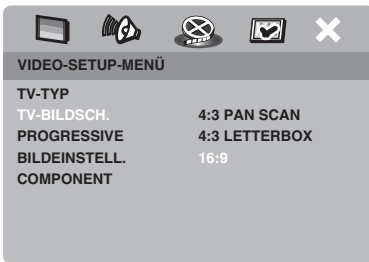 VIDEO-SETUP-MENÜ
TV-TYP
TV-BILDSCH. 4:3 PAN SCAN
PROGRESSIVE 4:3 LETTERBOX
BILDEINSTELL. 16:9
COMPONENT